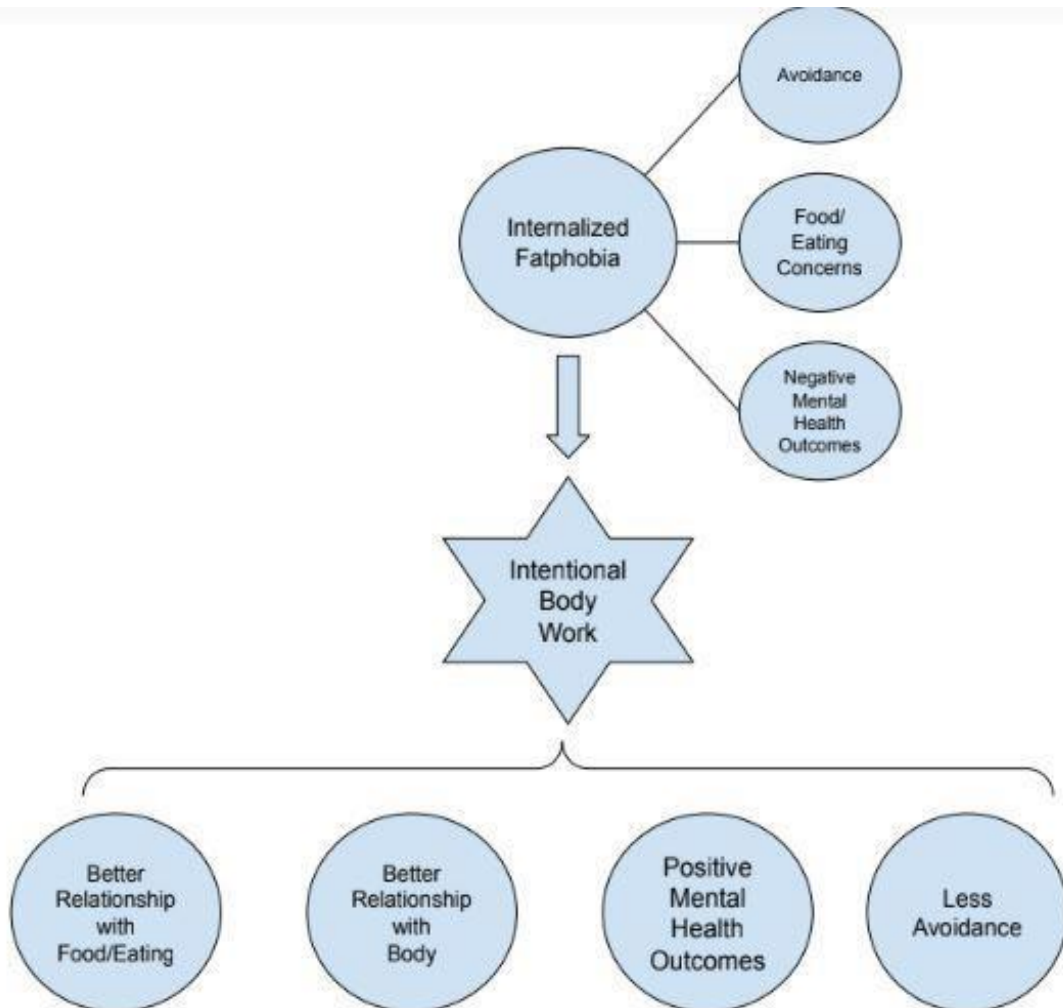 Avoidance
Internalized
Fatphobia
Food/
Eating
Concerns
Negative
Mental
Health
Outcomes
Intentional
Body
Work
Better
Relationship
with
Food/Eating
Better
Relationship
with
Body
Positive
Mental
Health
Outcomes
Less
Avoidance